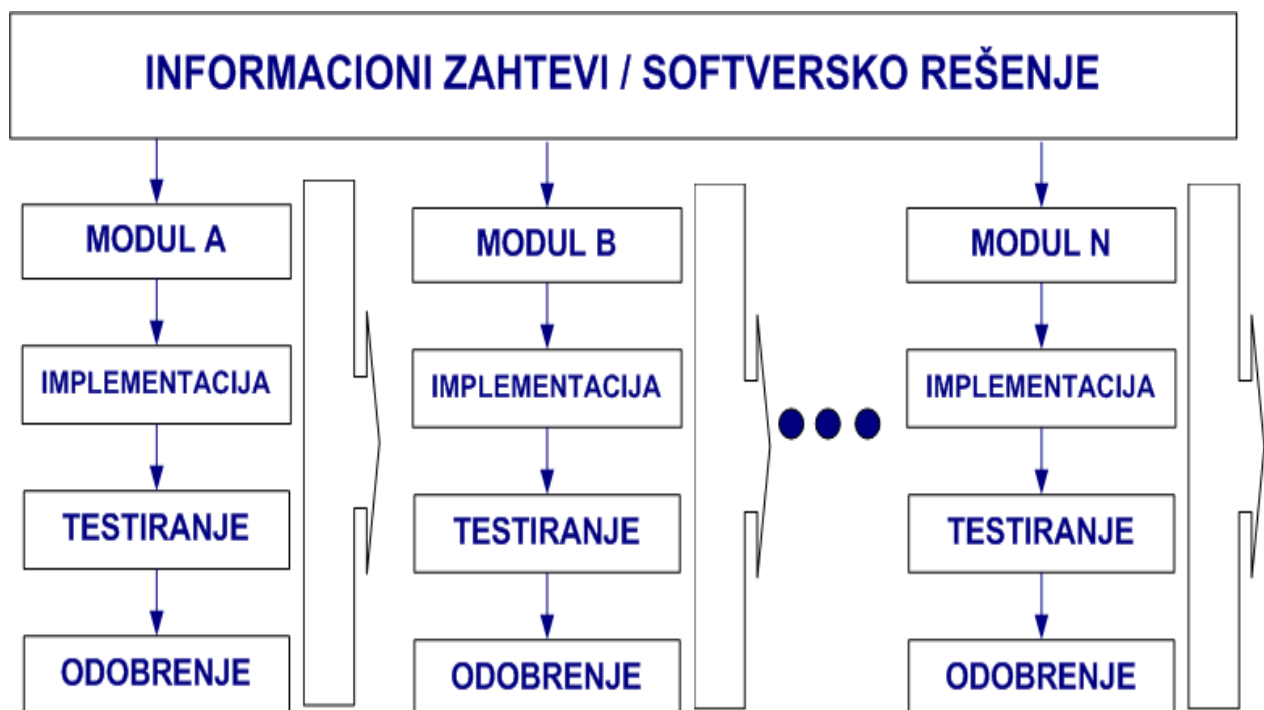 INFORMACIONI ZAHTEVI / SOFTVERSKO REŠENJE
MODUL A
IMPLEMENTACIJA
TESTIRANJE
ODOBRENJE
MODUL B
IMPLEMENTACIJA
TESTIRANJE
ODOBRENJE
MODUL N
IMPLEMENTACIJA
TESTIRANJE
ODOBRENJE